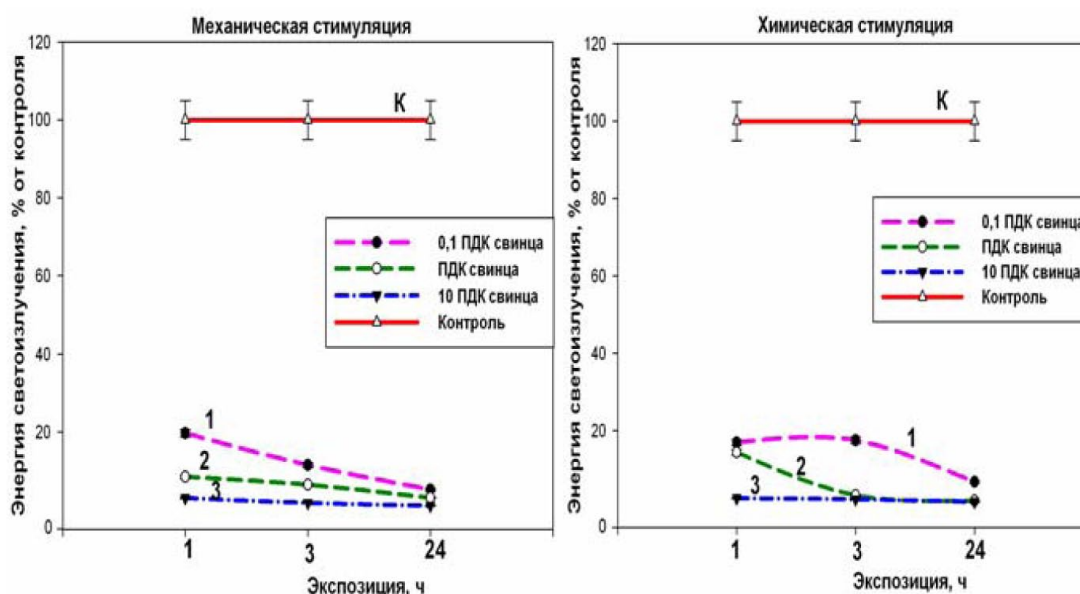 Механическая стимуляция
Энергия светоизлучения, % от контроля
120
100
80
60
40
20
0
К
0,1 ПДК свинца
ПДК свинца
10 ПДК свинца
Контроль
1
2
3
1
3
24
Экспозиция, ч
Химическая стимуляция
Энергия светоизлучения, % от контроля
120
100
80
60
40
20
0
К
0,1 ПДК свинца
ПДК свинца
10 ПДК свинца
Контроль
1
2
3
1
3
24
Экспозиция, ч